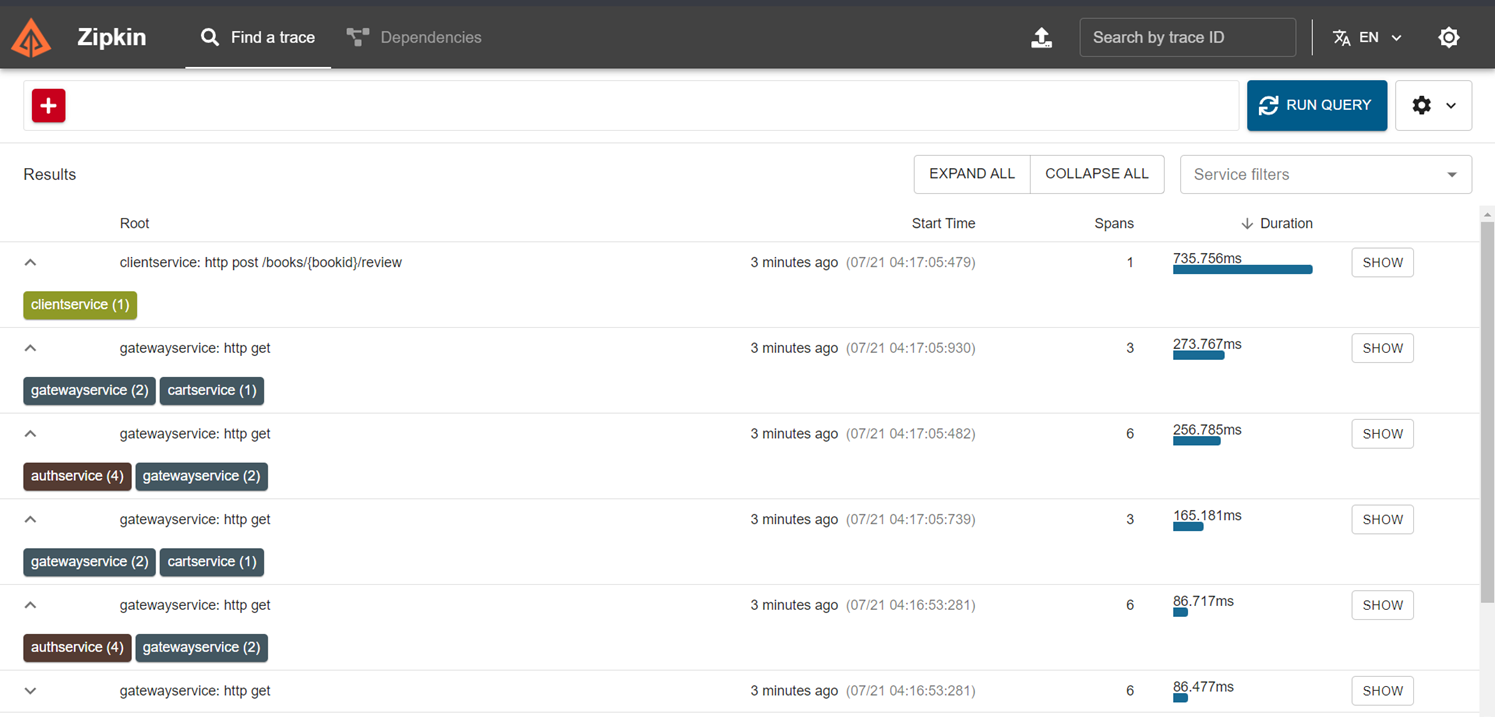 Zipkin Find a trace Dependencies Search by trace ID EN
RUN QUERY
Results EXPAND ALL COLLAPSE ALL Service filters
Root Start Time Spans Duration
clientservice: http post /books/{bookid}/review 3 minutes ago (07/21 04:17:05:479) 1 735.756ms SHOW
clientservice (1)
gatewayservice: http get 3 minutes ago (07/21 04:17:05:930) 3 273.767ms SHOW
gatewayservice (2) cartservice (1)
gatewayservice: http get 3 minutes ago (07/21 04:17:05:482) 6 256.785ms SHOW
authservice (4) gatewayservice (2)
gatewayservice: http get 3 minutes ago (07/21 04:17:05:739) 3 165.181ms SHOW
gatewayservice (2) cartservice (1)
gatewayservice: http get 3 minutes ago (07/21 04:16:53:281) 6 86.717ms SHOW
authservice (4) gatewayservice (2)
gatewayservice: http get 3 minutes ago (07/21 04:16:53:281) 6 86.477ms SHOW